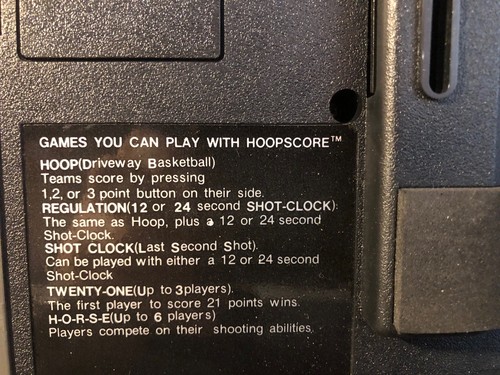 GAMES YOU CAN PLAY WITH HOOPSCORE™
HOOP(Driveway Basketball)
Teams score by pressing
1,2, or 3 point button on their side.
REGULATION(12 or 24 second SHOT-CLOCK):
The same as Hoop, plus a 12 or 24 second
Shot-Clock.
SHOT CLOCK(Last Second Shot).
Can be played with either a 12 or 24 second
Shot-Clock
TWENTY-ONE(Up to 3players).
The first player to score 21 points wins.
H-O-R-S-E(Up to 6 players)
Players compete on their shooting abilities.